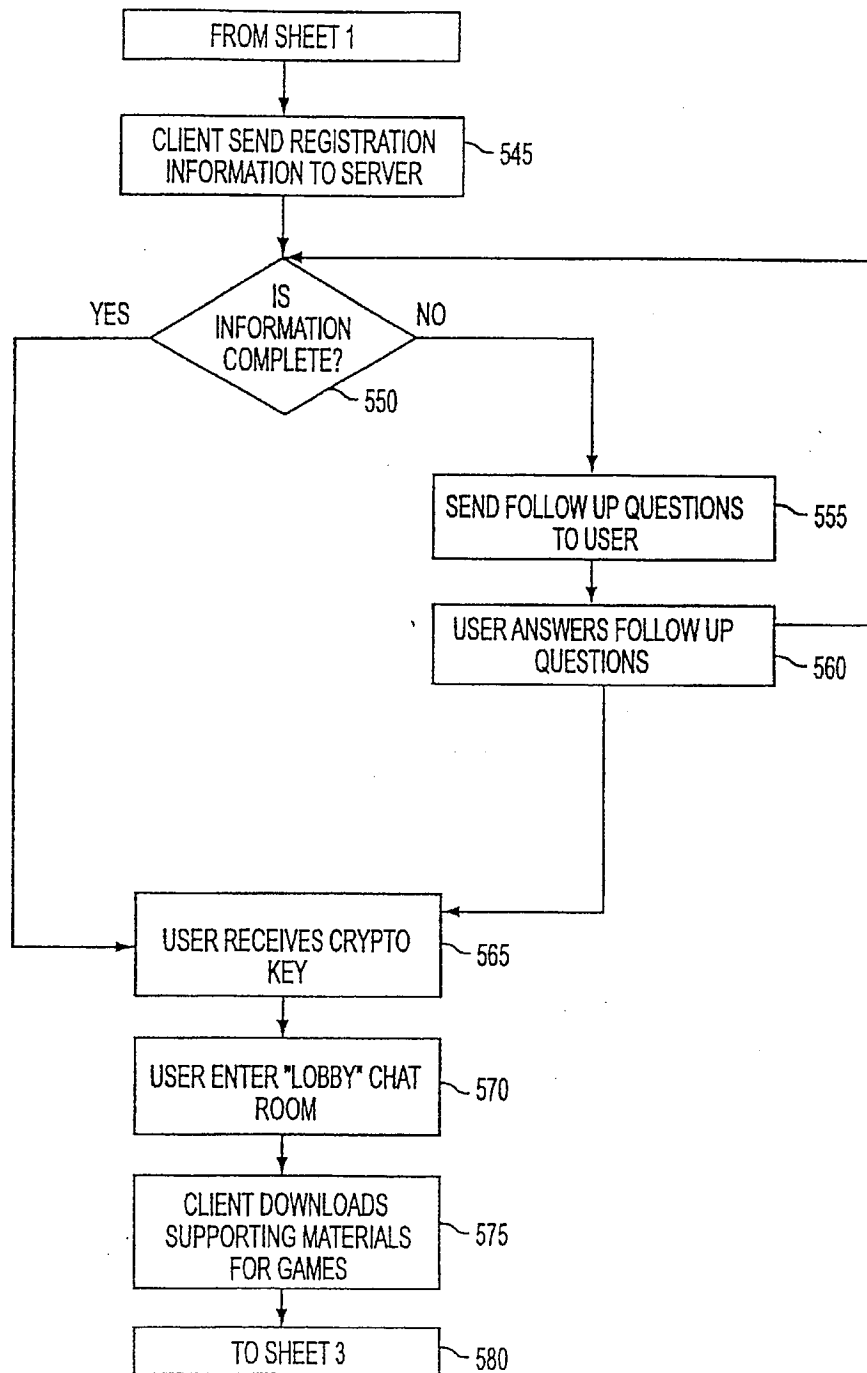 FROM SHEET 1
CLIENT SEND REGISTRATION
INFORMATION TO SERVER
545
YES
IS
INFORMATION
COMPLETE?
NO
550
SEND FOLLOW UP QUESTIONS
TO USER
555
USER ANSWERS FOLLOW UP
QUESTIONS
560
USER RECEIVES CRYPTO
KEY
565
USER ENTER "LOBBY" CHAT
ROOM
570
CLIENT DOWNLOADS
SUPPORTING MATERIALS
FOR GAMES
575
TO SHEET 3
580